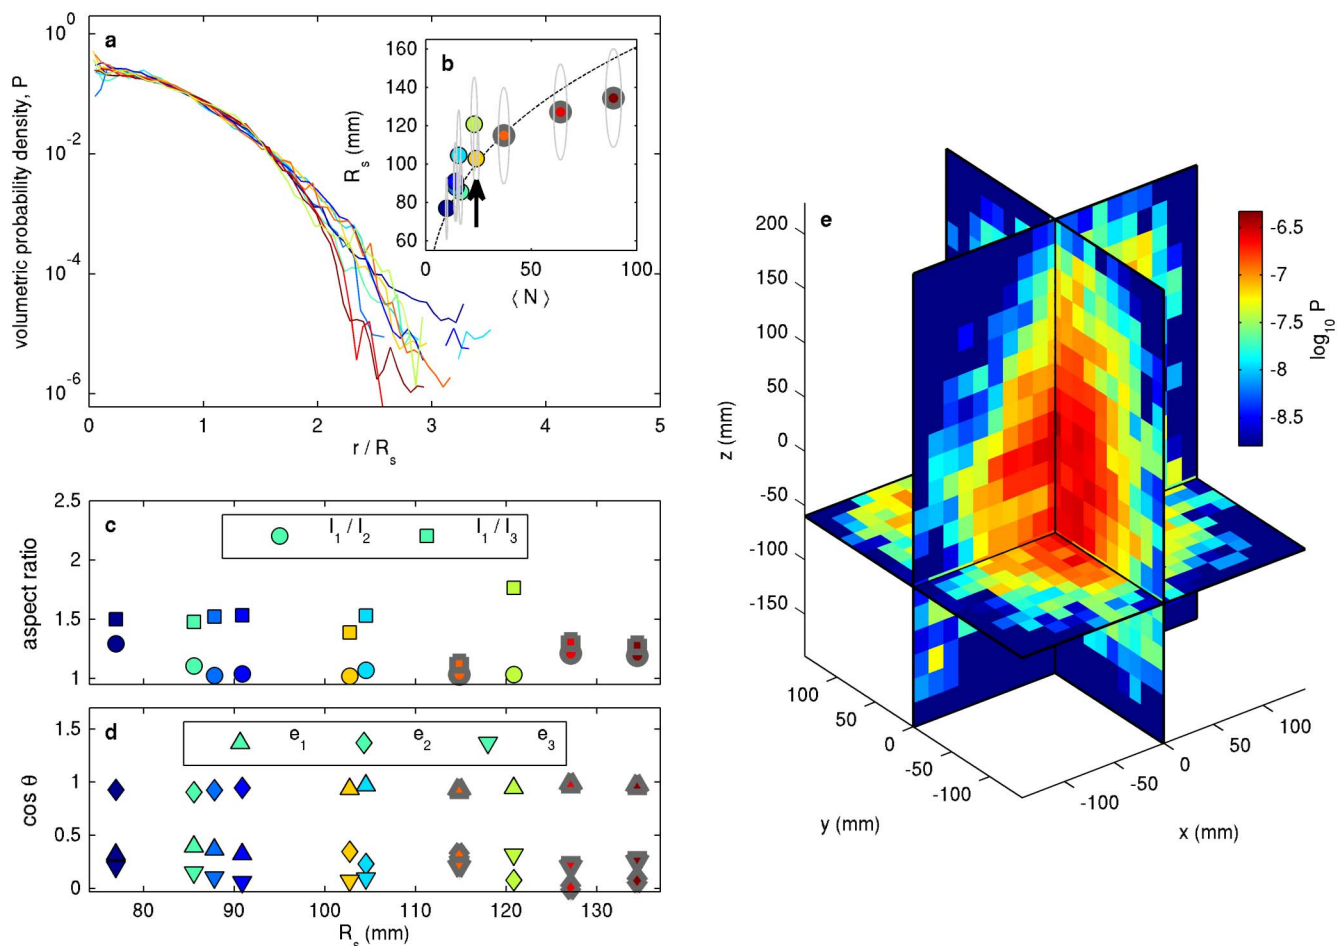 a
volumetric probability density, P
10^0
10^-2
10^-4
10^-6
0 1 2 3 4 5
r / R_s
b
R_s (mm)
160
140
120
100
80
60
0 50 100
⟨ N ⟩
c
aspect ratio
2.5
2
1.5
1
l_1 / l_2 l_1 / l_3
d
cos θ
1.5
1
0.5
0
e_1 e_2 e_3
80 90 100 110 120 130
R_s (mm)
e
z (mm)
200
150
100
50
0
-50
-100
-150
100
50
0
-50
-100
y (mm)
-100
-50
0
50
100
x (mm)
-6.5
-7
-7.5
-8
-8.5
log_10 P